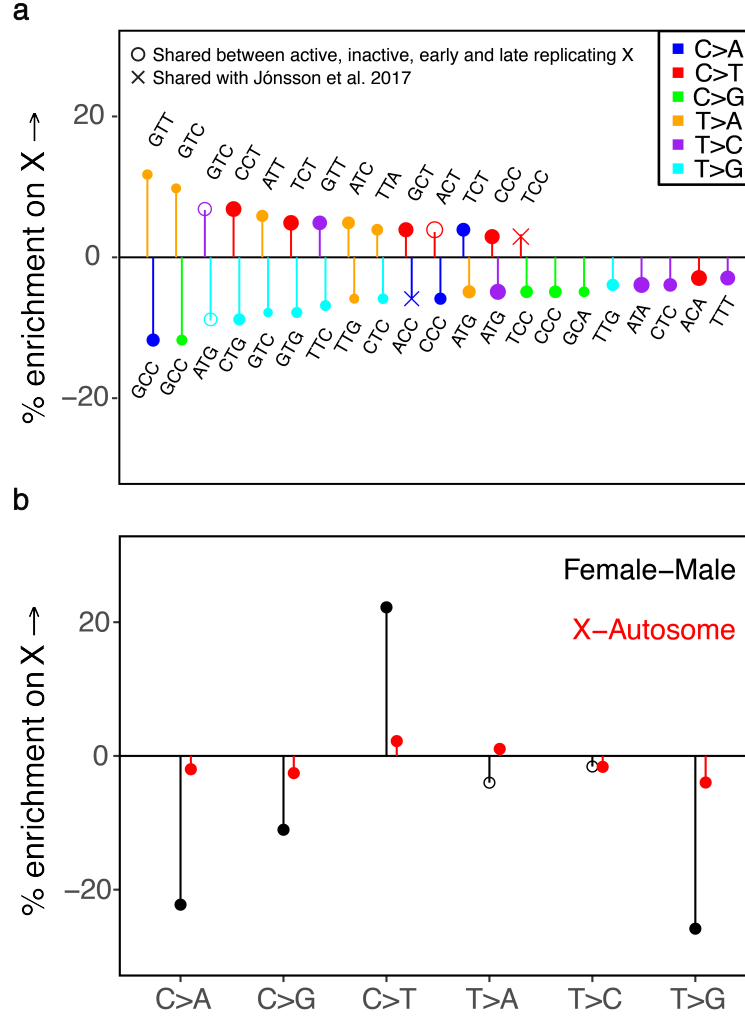 a
Shared between active, inactive, early and late replicating X
Shared with Jónsson et al. 2017
C>A
C>T
C>G
T>A
T>C
T>G
% enrichment on X →
20
0
−20
GTT
GTC
GTC
CCT
ATT
TCT
GTT
ATC
TTA
GCT
ACT
TCT
CCC
TCC
GCC
GCC
ATG
CTG
GTC
GTG
TTC
TTG
CTC
ACC
CCC
ATG
ATG
TCC
CCC
GCA
TTG
ATA
CTC
ACA
TTT
b
Female−Male
X−Autosome
% enrichment on X →
20
0
−20
C>A
C>G
C>T
T>A
T>C
T>G